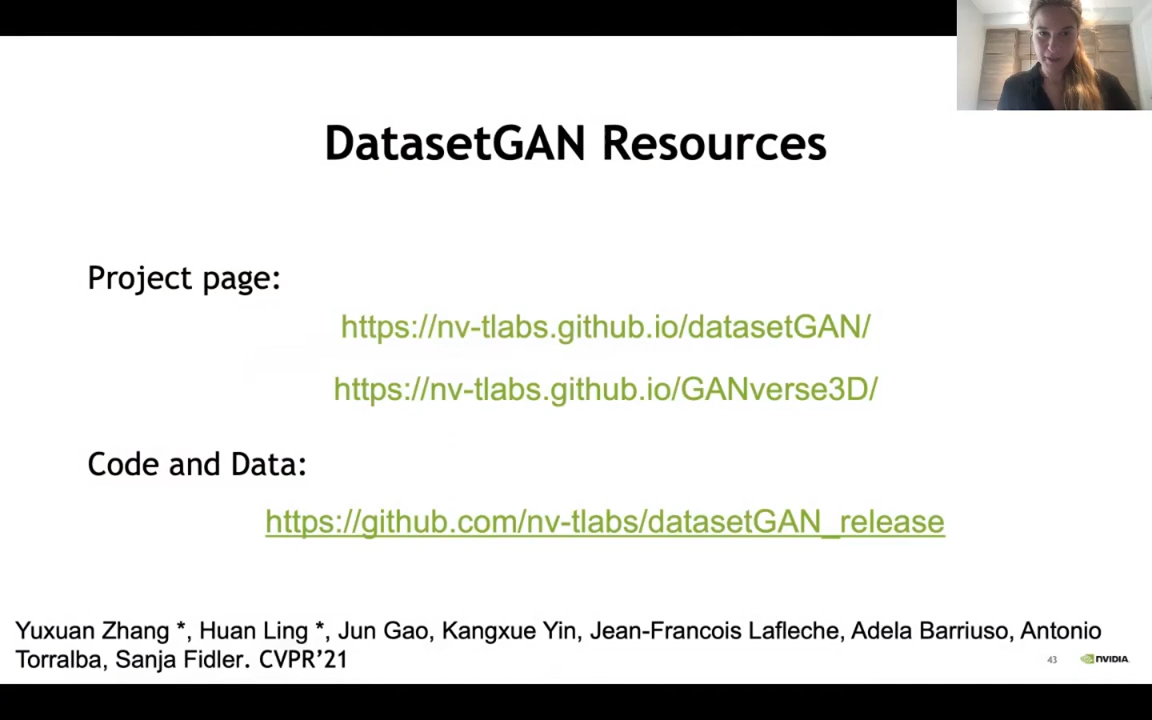 DatasetGAN Resources
Project page:
https://nv-tlabs.github.io/datasetGAN/
https://nv-tlabs.github.io/GANverse3D/
Code and Data:
https://github.com/nv-tlabs/datasetGAN_release
Yuxuan Zhang *, Huan Ling *, Jun Gao, Kangxue Yin, Jean-Francois Lafleche, Adela Barriuso, Antonio
Torralba, Sanja Fidler. CVPR’21
43 NVIDIA.